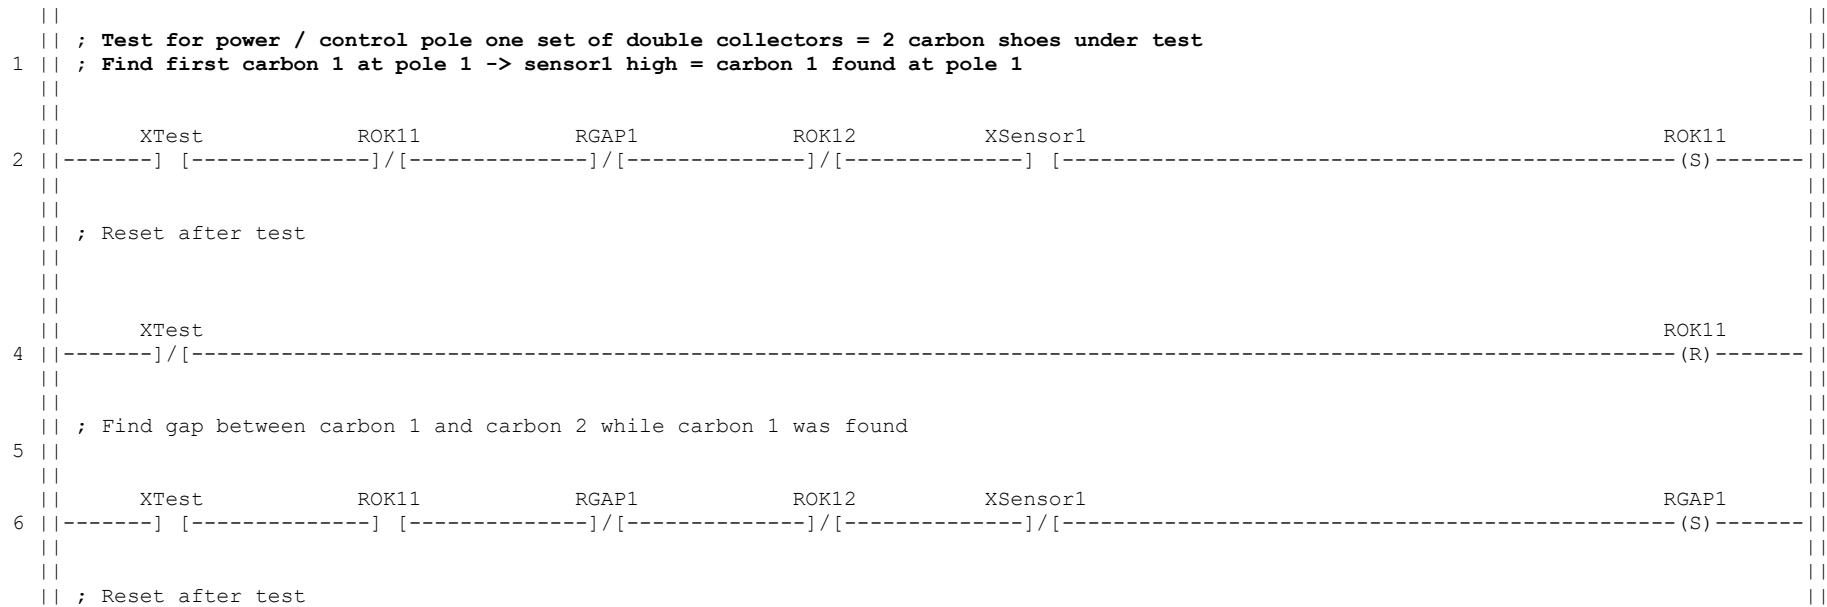 || ||
|| ; Test for power / control pole one set of double collectors = 2 carbon shoes under test ||
1 || ; Find first carbon 1 at pole 1 -> sensor1 high = carbon 1 found at pole 1 ||
|| ||
|| ||
|| XTest ROK11 RGAP1 ROK12 XSensor1 ROK11 ||
2 ||-------] [--------------]/[--------------]/[--------------]/[--------------] [------------------------------------------------(S)-------||
|| ||
|| ||
|| ; Reset after test ||
|| ||
|| ||
|| ||
|| XTest ROK11 ||
4 ||-------]/[--------------------------------------------------------------------------------------------------------------------(R)-------||
|| ||
|| ||
|| ; Find gap between carbon 1 and carbon 2 while carbon 1 was found ||
5 || ||
|| ||
|| XTest ROK11 RGAP1 ROK12 XSensor1 RGAP1 ||
6 ||-------] [--------------] [--------------]/[--------------]/[--------------]/[------------------------------------------------(S)-------||
|| ||
|| ||
|| ; Reset after test ||